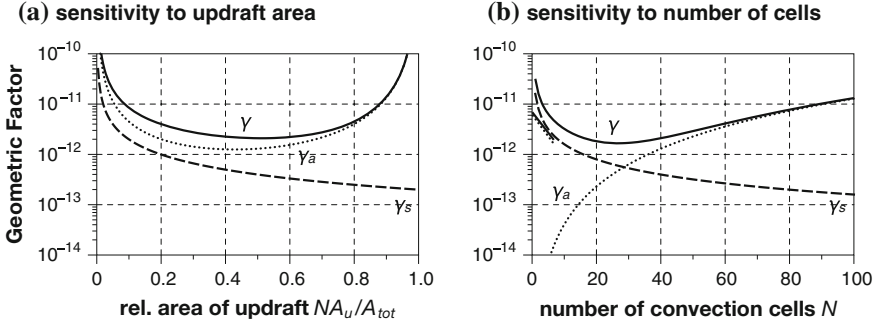 (a) sensitivity to updraft area
(b) sensitivity to number of cells
Geometric Factor
10⁻¹⁰
10⁻¹¹
10⁻¹²
10⁻¹³
10⁻¹⁴
γ
γa
γs
0 0.2 0.4 0.6 0.8 1.0
rel. area of updraft NAu/Atot
10⁻¹⁰
10⁻¹¹
10⁻¹²
10⁻¹³
10⁻¹⁴
γ
γa
γs
0 20 40 60 80 100
number of convection cells N